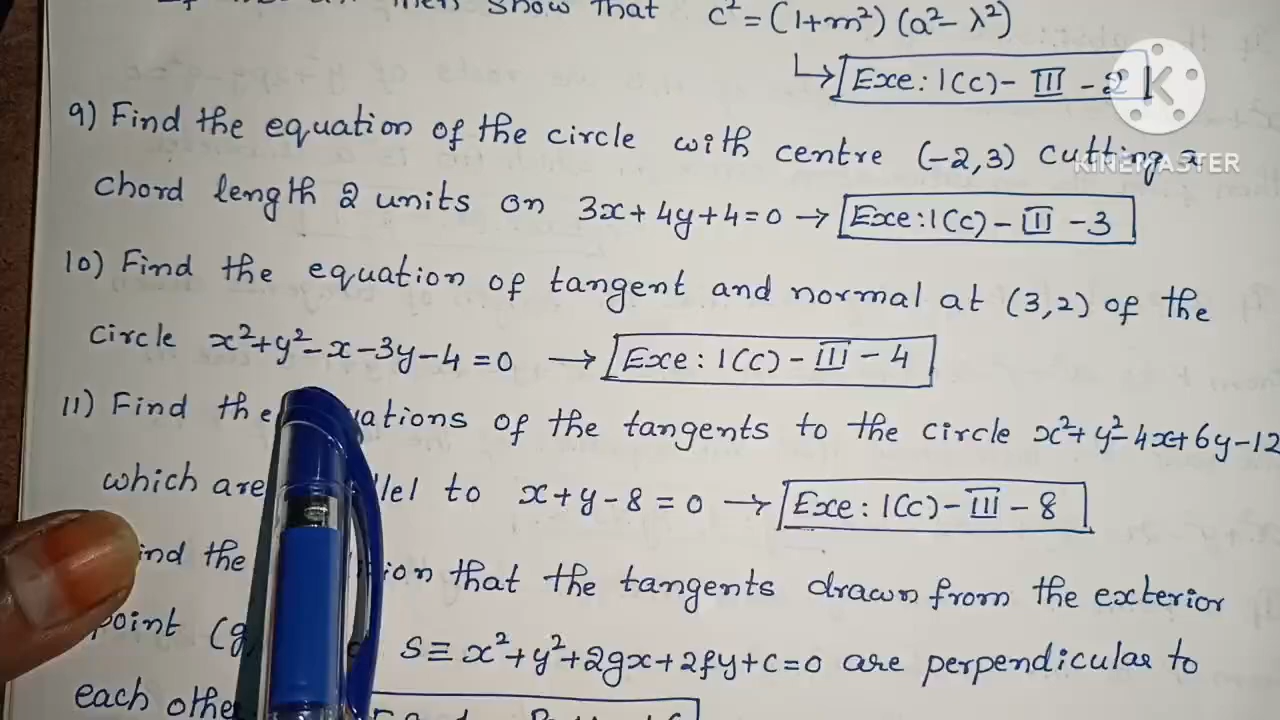 then show that c² = (1+m²) (a²- λ²)
↳ Exe: 1(c) - III - 2
KINEMASTER
9) Find the equation of the circle with centre (-2,3) cutting a
chord length 2 units on 3x+4y+4=0 → Exe: 1(c) - III - 3
10) Find the equation of tangent and normal at (3,2) of the
circle x²+y²-x-3y-4=0 → Exe: 1(c) - III - 4
11) Find the of the tangents to the circle x²+y²-4x+6y-12
which are to x+y-8=0 → Exe: 1(c) - III - 8
the that the tangents drawn from the exterior
point S≡x²+y²+2gx+2fy+c=0 are perpendicular to
each